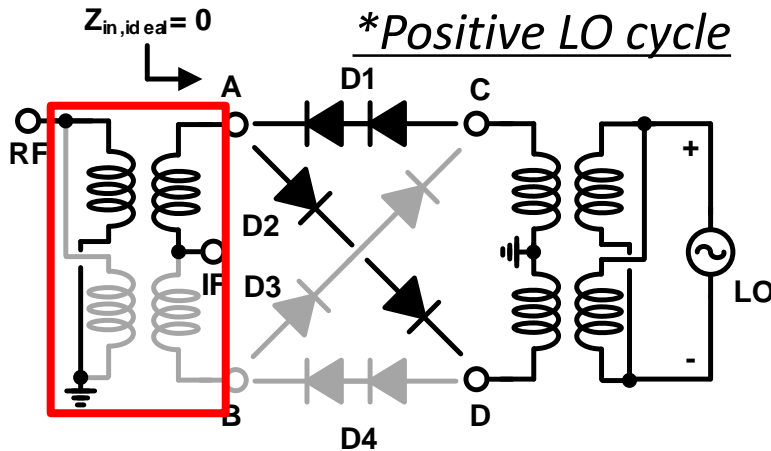 Zin,ideal= 0
*Positive LO cycle
A
D1
C
RF
+
D2
IF
D3
LO
-
B
D4
D